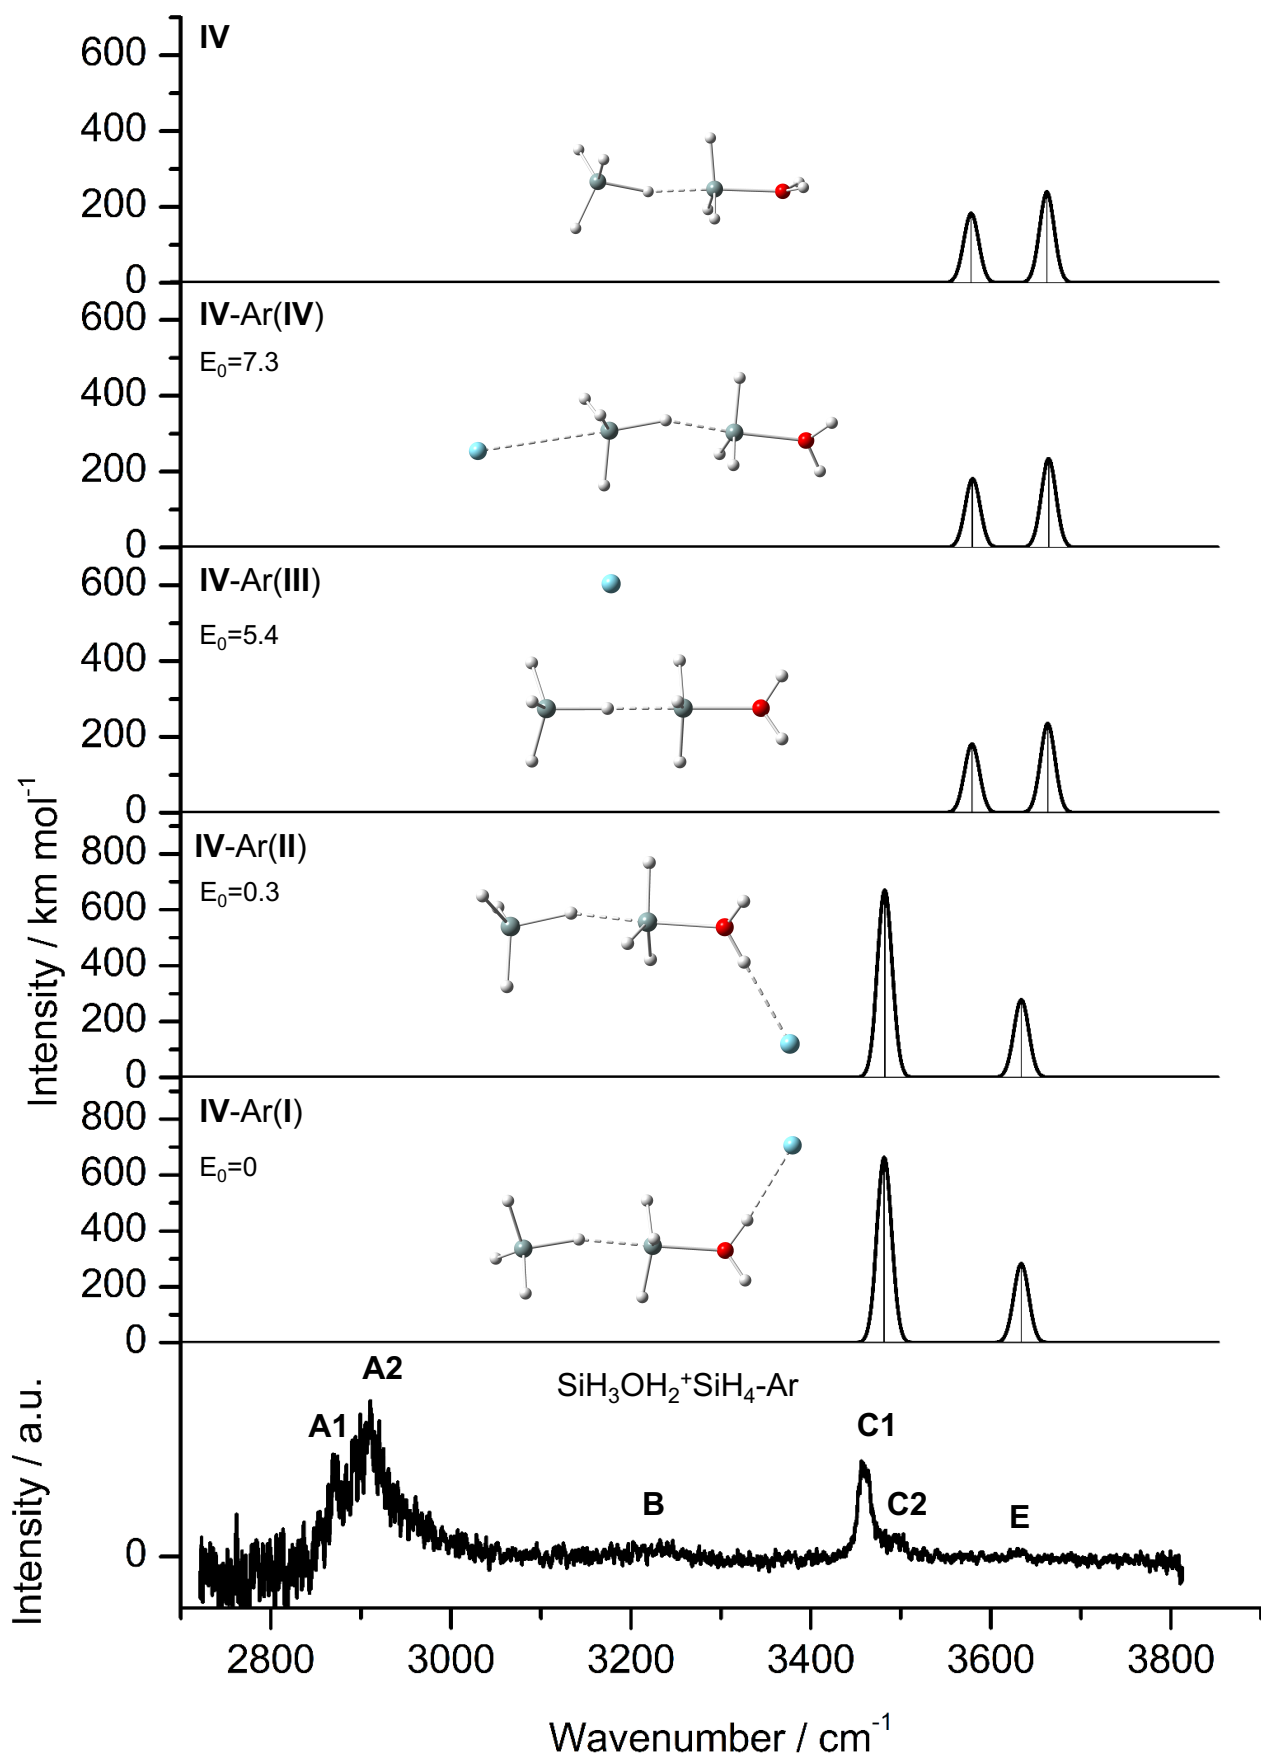 IV
600
400
200
0
IV-Ar(IV)
E₀=7.3
600
400
200
0
IV-Ar(III)
E₀=5.4
600
400
200
0
IV-Ar(II)
E₀=0.3
800
600
400
200
0
IV-Ar(I)
E₀=0
800
600
400
200
0
Intensity / km mol⁻¹
SiH₃OH₂⁺SiH₄-Ar
A1
A2
B
C1
C2
E
0
Intensity / a.u.
2800 3000 3200 3400 3600 3800
Wavenumber / cm⁻¹